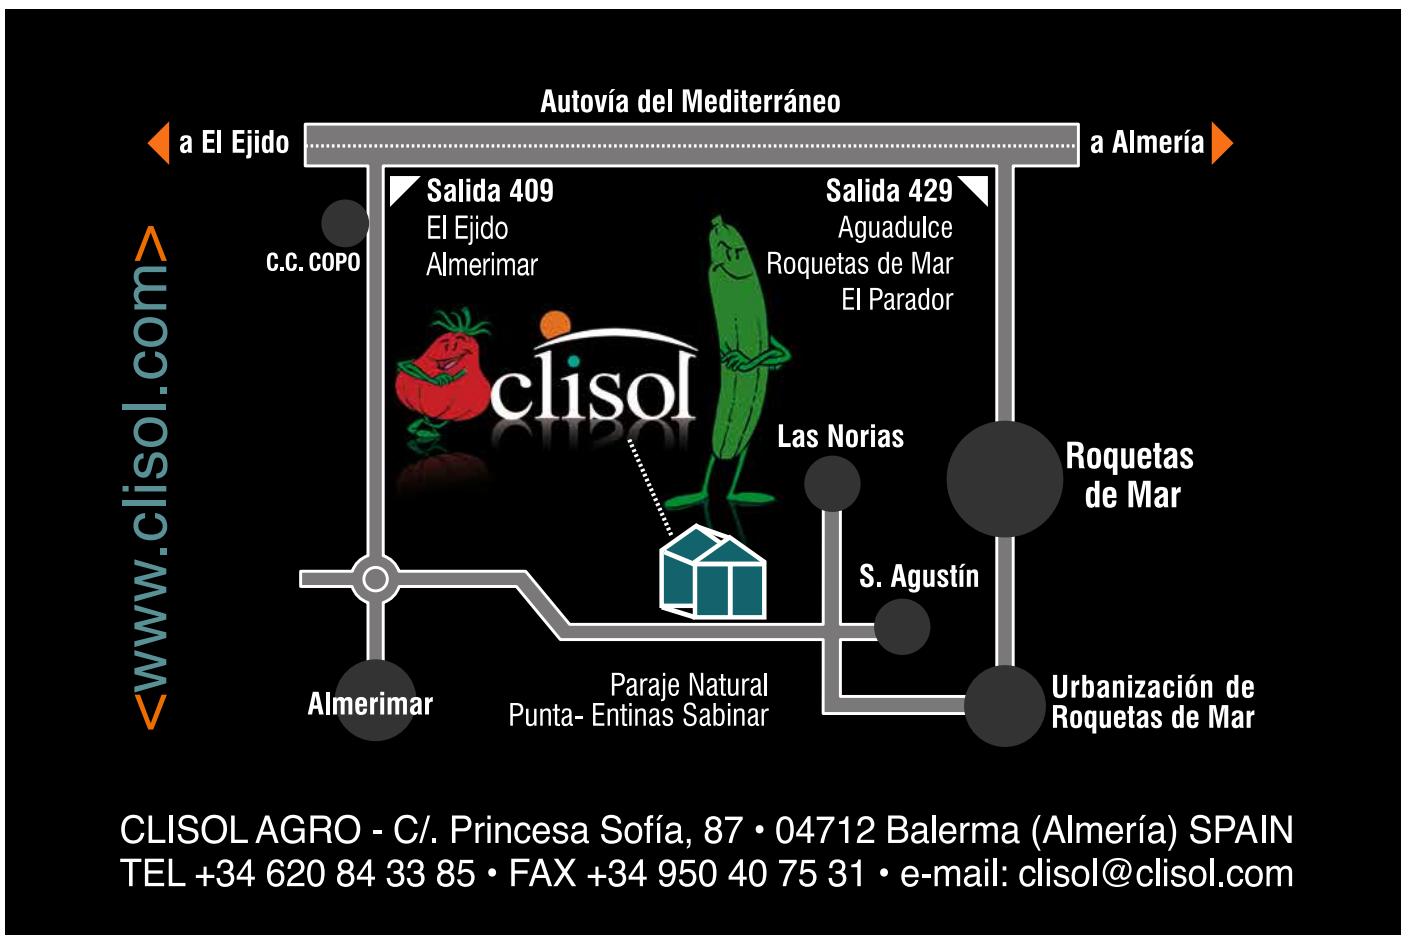 Autovía del Mediterráneo
a El Ejido
a Almería
Salida 409
El Ejido
Almerimar
Salida 429
Aguadulce
Roquetas de Mar
El Parador
C.C. COPO
<www.clisol.com>
clisol
Las Norias
Roquetas
de Mar
S. Agustín
Almerimar
Paraje Natural
Punta- Entinas Sabinar
Urbanización de
Roquetas de Mar
CLISOL AGRO - C/. Princesa Sofía, 87 • 04712 Balerma (Almería) SPAIN
TEL +34 620 84 33 85 • FAX +34 950 40 75 31 • e-mail: clisol@clisol.com